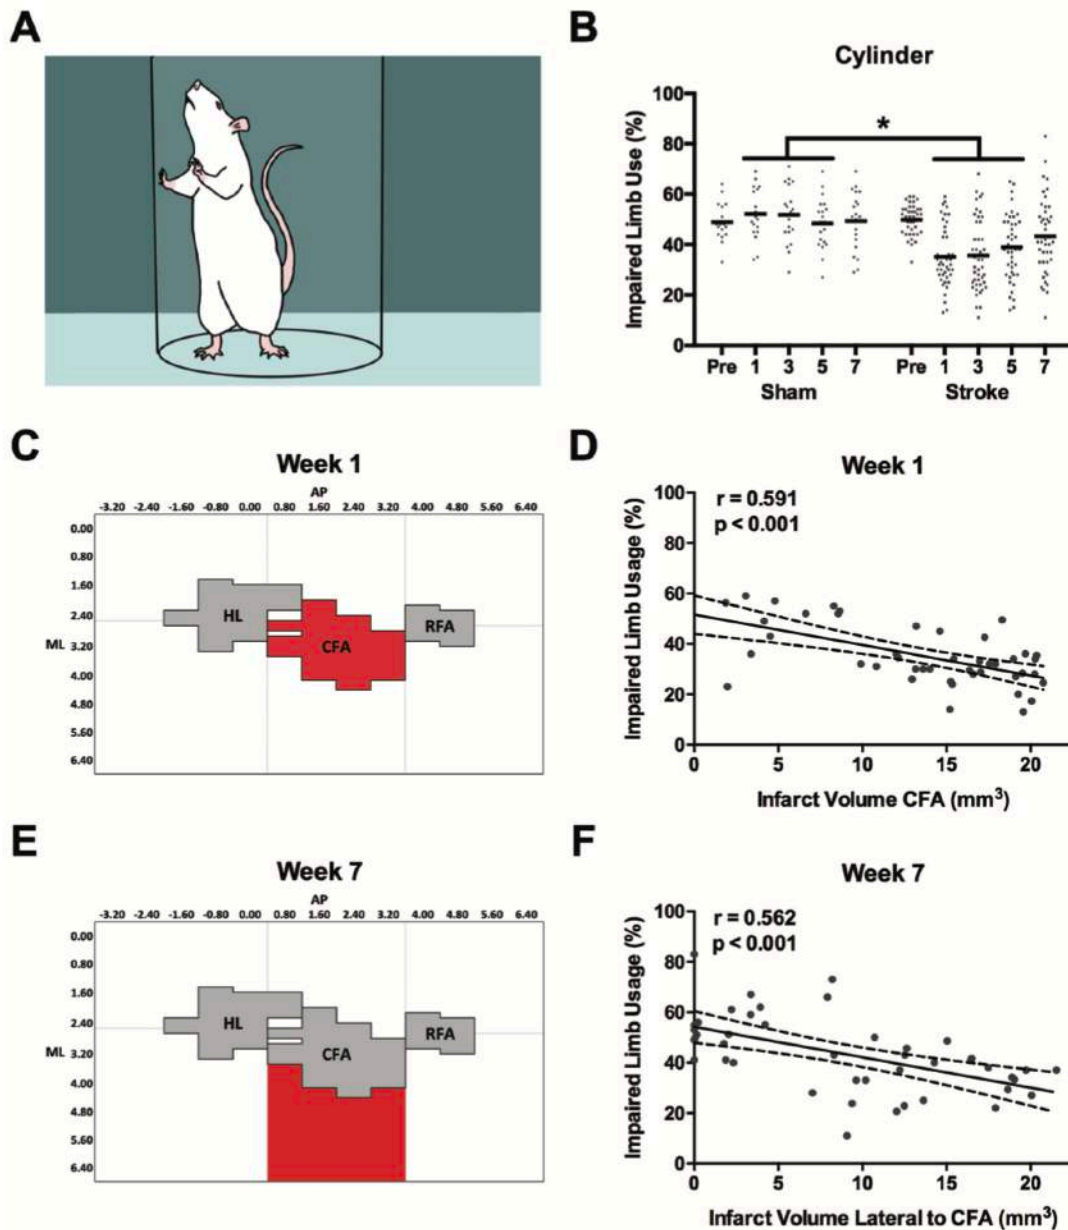 A
B
Cylinder
Impaired Limb Use (%)
100
80
60
40
20
0
*
Pre 1 3 5 7 Pre 1 3 5 7
Sham Stroke
C
Week 1
AP
-3.20 -2.40 -1.60 -0.80 0.00 0.80 1.60 2.40 3.20 4.00 4.80 5.60 6.40
0.00
0.80
1.60
2.40
ML 3.20
4.00
4.80
5.60
6.40
HL
CFA
RFA
D
Week 1
r = 0.591
p < 0.001
Impaired Limb Usage (%)
100
80
60
40
20
0
0 5 10 15 20
Infarct Volume CFA (mm³)
E
Week 7
AP
-3.20 -2.40 -1.60 -0.80 0.00 0.80 1.60 2.40 3.20 4.00 4.80 5.60 6.40
0.00
0.80
1.60
2.40
ML 3.20
4.00
4.80
5.60
6.40
HL
CFA
RFA
F
Week 7
r = 0.562
p < 0.001
Impaired Limb Usage (%)
100
80
60
40
20
0
0 5 10 15 20
Infarct Volume Lateral to CFA (mm³)